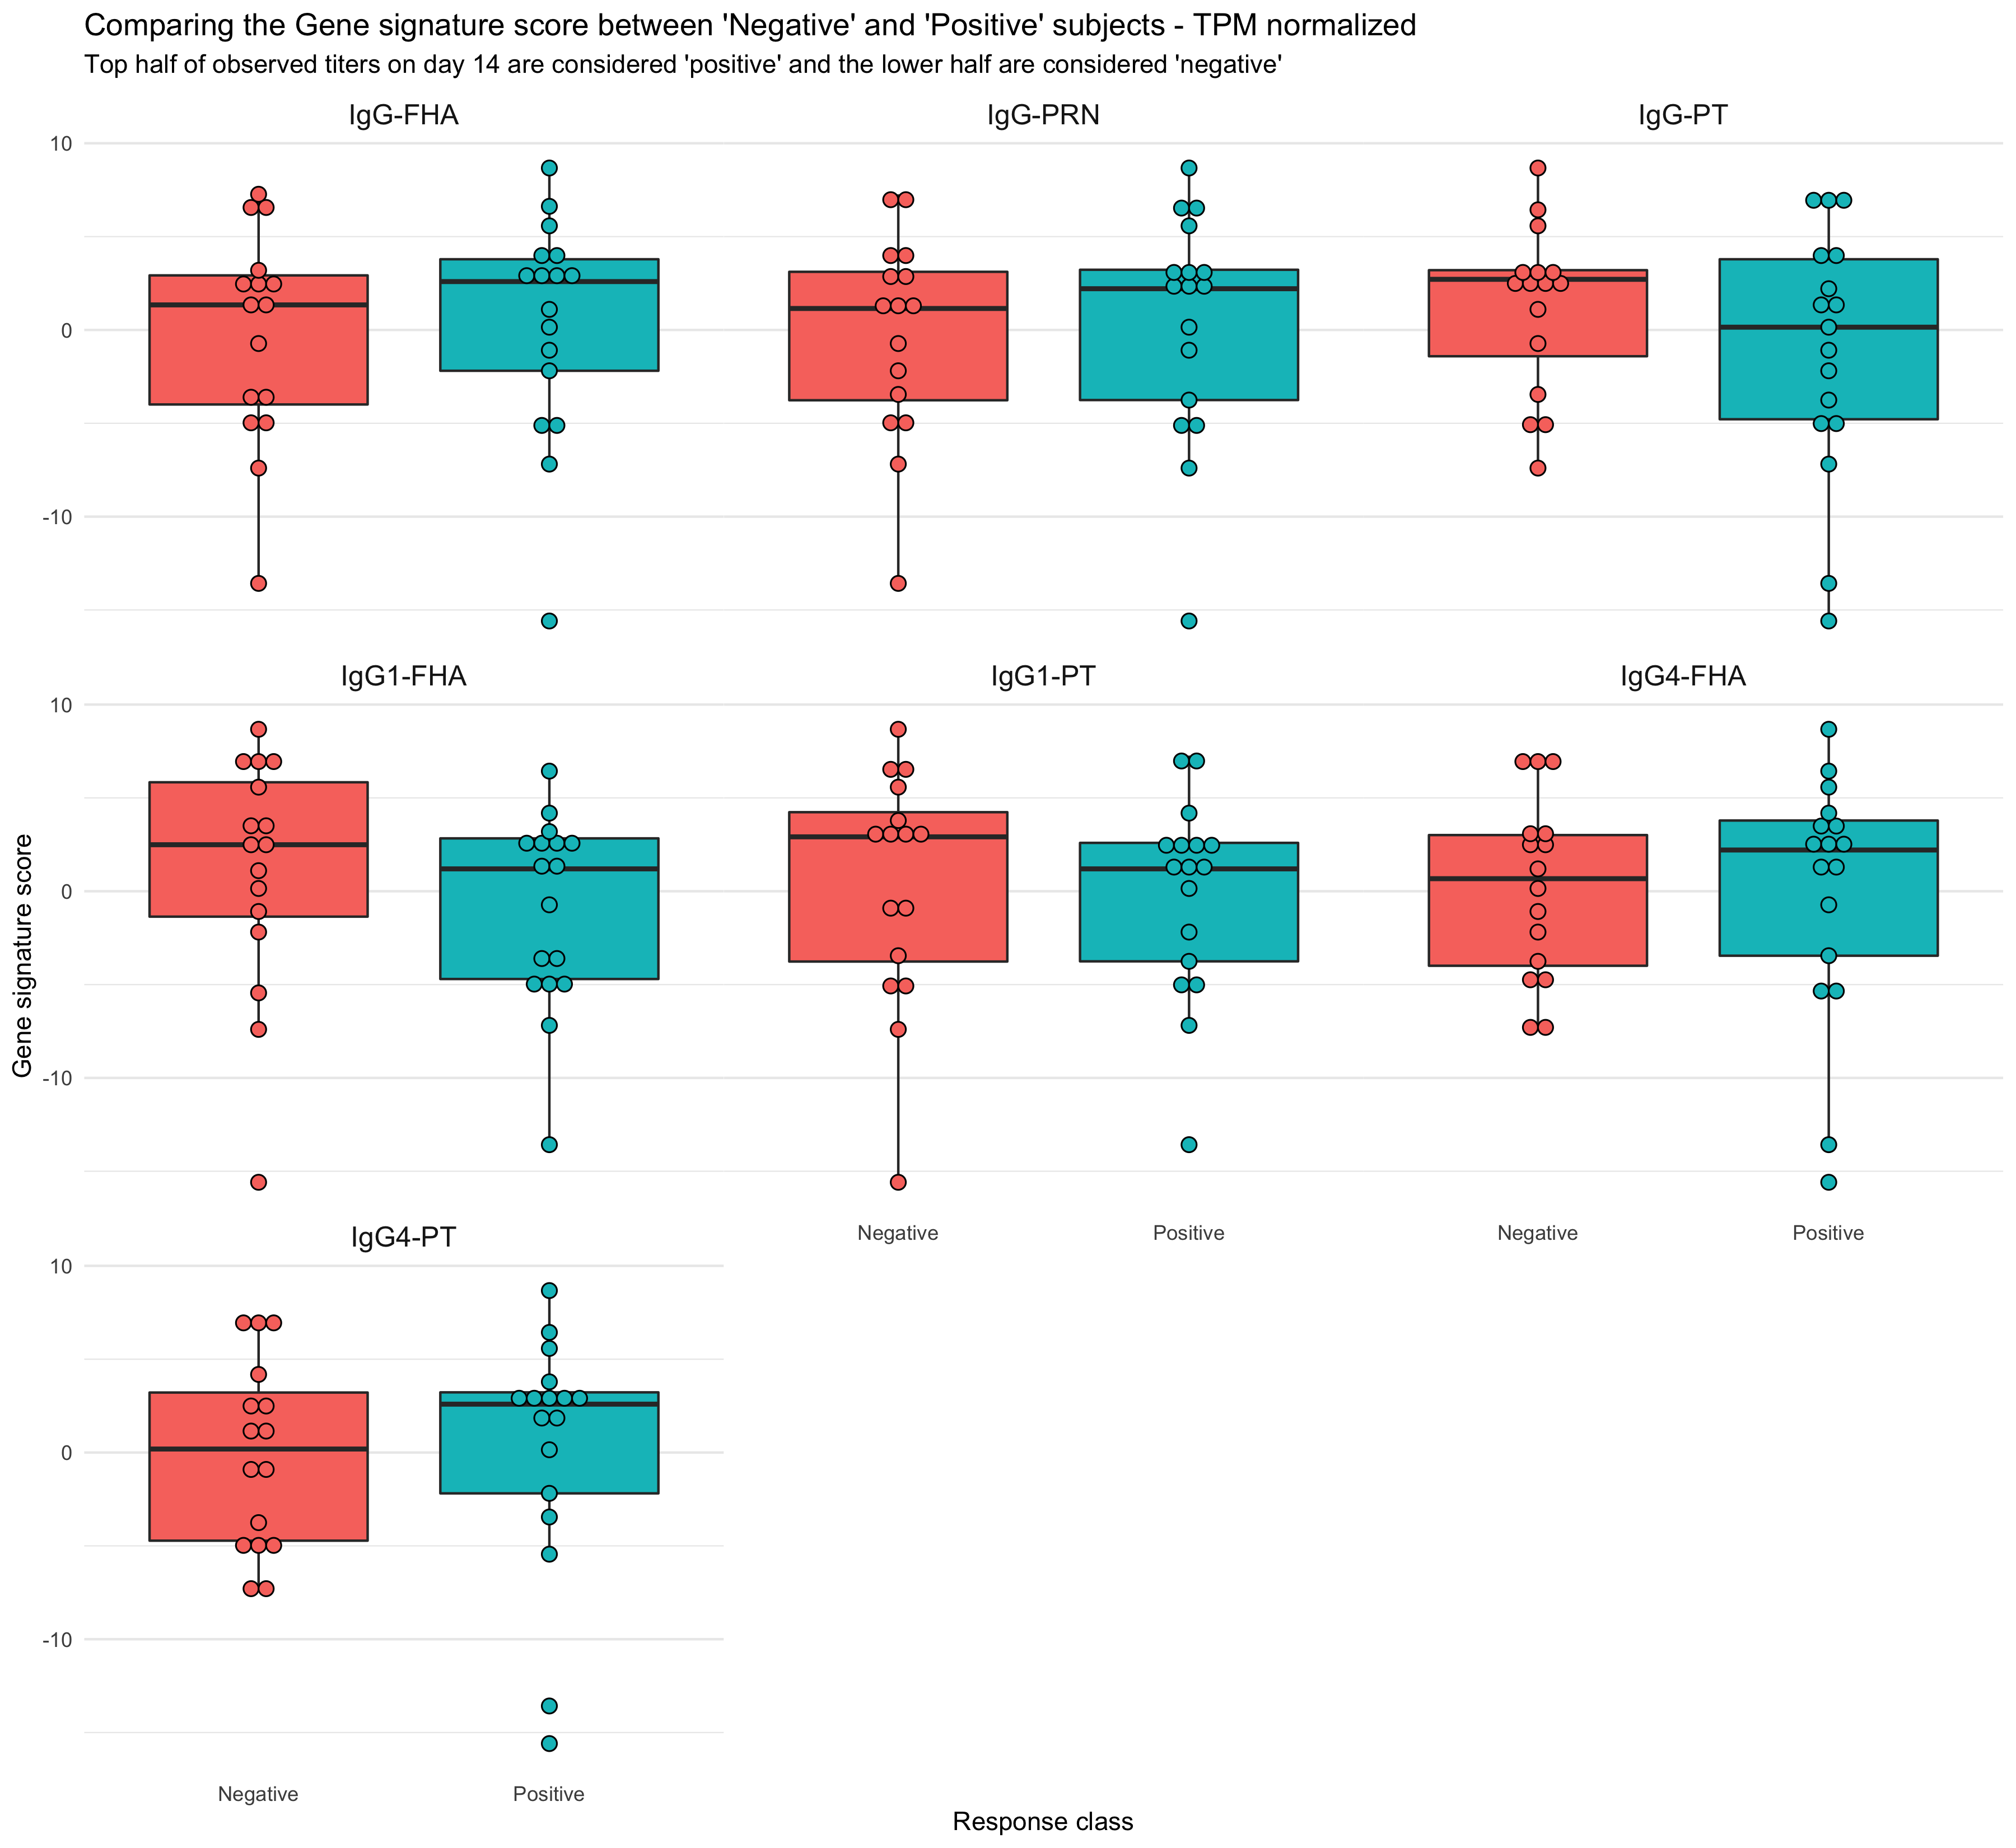 Comparing the Gene signature score between 'Negative' and 'Positive' subjects - TPM normalized
Top half of observed titers on day 14 are considered 'positive' and the lower half are considered 'negative'
IgG-FHA
IgG-PRN
IgG-PT
10
0
-10
IgG1-FHA
IgG1-PT
IgG4-FHA
10
0
-10
Gene signature score
Negative
Positive
Negative
Positive
IgG4-PT
10
0
-10
Negative
Positive
Response class